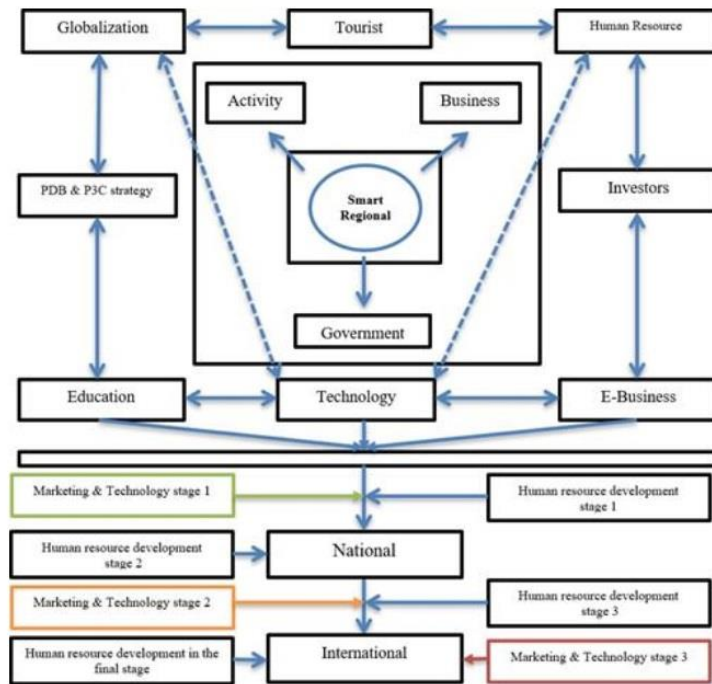 Globalization
Tourist
Human Resource
Activity
Business
PDB & P3C strategy
Smart
Regional
Investors
Government
Education
Technology
E-Business
Marketing & Technology stage 1
Human resource development
stage 1
Human resource development
stage 2
National
Marketing & Technology stage 2
Human resource development
stage 3
Human resource development in the
final stage
International
Marketing & Technology stage 3